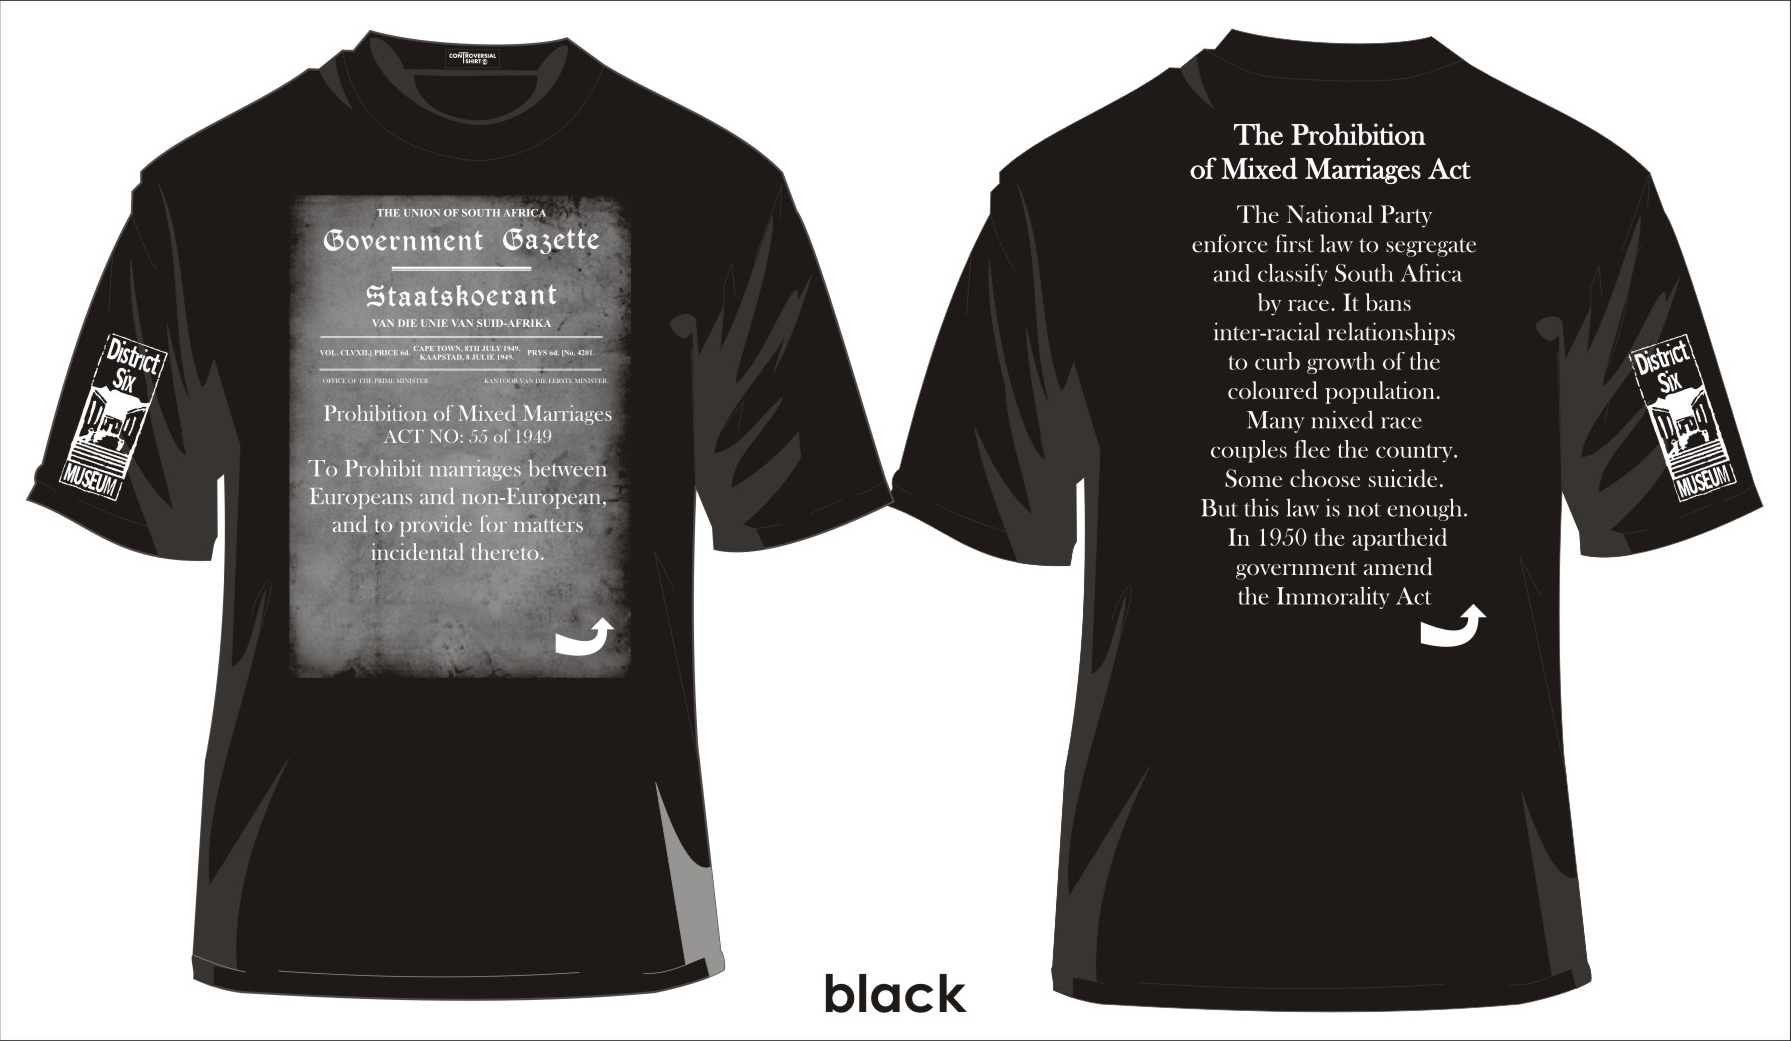 CONTROVERSIAL
TSHIRT
THE UNION OF SOUTH AFRICA
Government Gazette
Staatskoerant
VAN DIE UNIE VAN SUID-AFRIKA
VOL. CLVXII.] PRICE 6d. CAPE TOWN, 8TH JULY 1949. PRYS 6d. [No. 4201.
KAAPSTAD, 8 JULIE 1949.
OFFICE OF THE PRIME MINISTER KANTOOR VAN DIE EERSTE MINISTER.
Prohibition of Mixed Marriages
ACT NO: 55 of 1949
To Prohibit marriages between
Europeans and non-European,
and to provide for matters
incidental thereto.
District
Six
MUSEUM
The Prohibition
of Mixed Marriages Act
The National Party
enforce first law to segregate
and classify South Africa
by race. It bans
inter-racial relationships
to curb growth of the
coloured population.
Many mixed race
couples flee the country.
Some choose suicide.
But this law is not enough.
In 1950 the apartheid
government amend
the Immorality Act
District
Six
MUSEUM
black